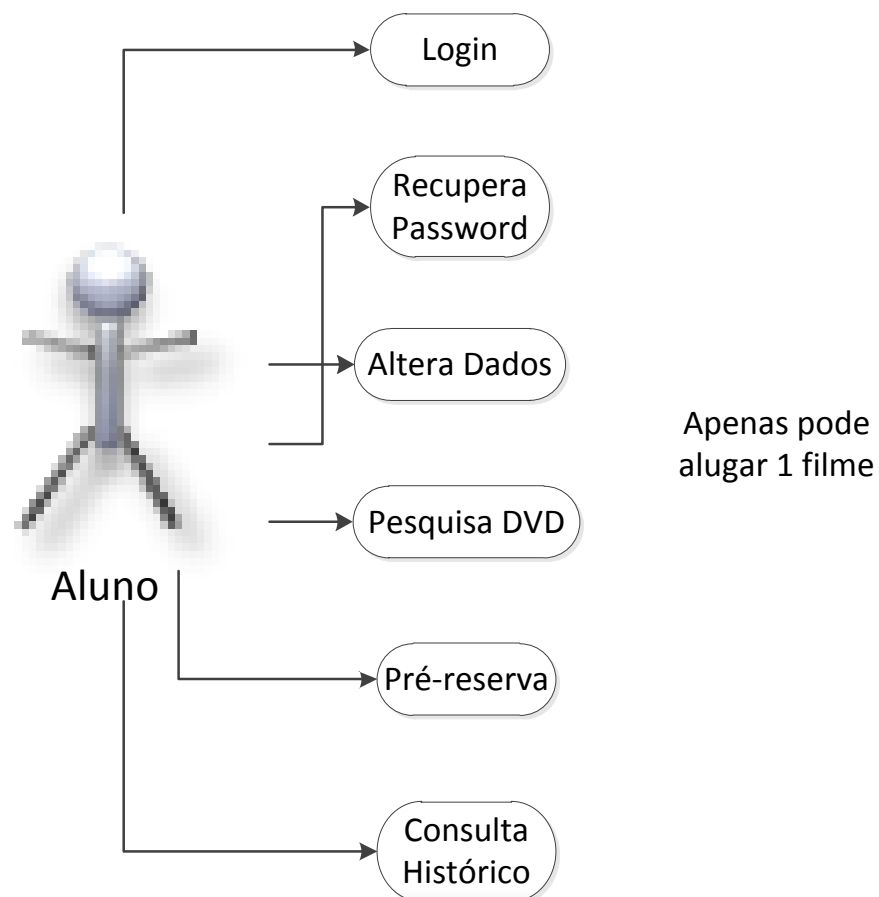 Login
Recupera
Password
Altera Dados
Apenas pode
alugar 1 filme
Pesquisa DVD
Aluno
Pré-reserva
Consulta
Histórico